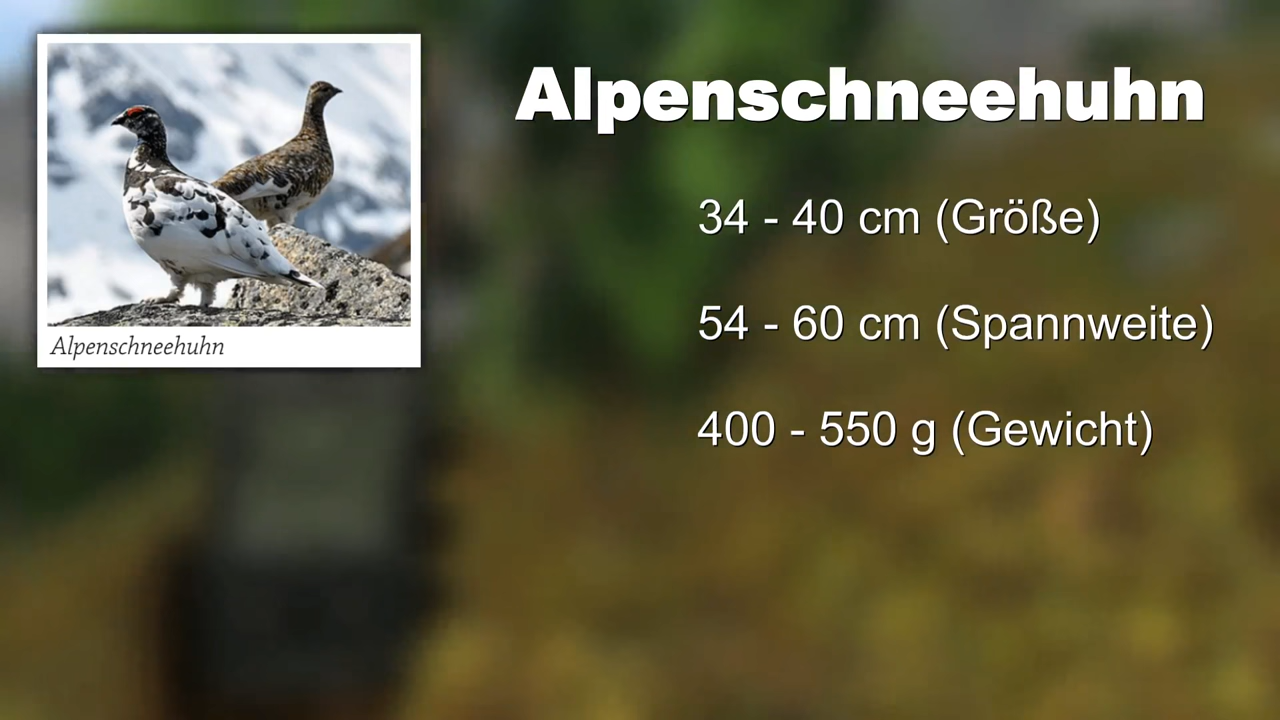 Alpenschneehuhn
34 - 40 cm (Größe)
54 - 60 cm (Spannweite)
400 - 550 g (Gewicht)
Alpenschneehuhn